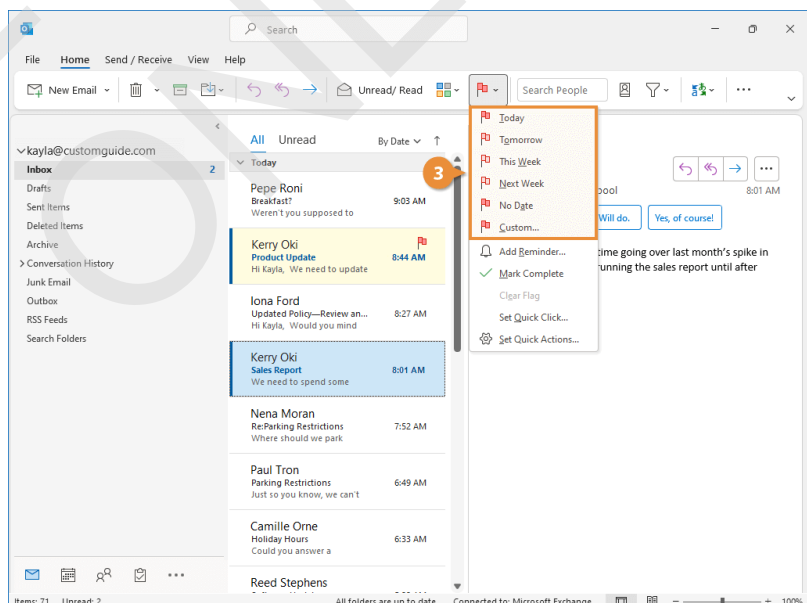 Search
File Home Send / Receive View Help
New Email Unread/ Read Search People
kayla@customguide.com
Inbox 2
Drafts
Sent Items
Deleted Items
Archive
Conversation History
Junk Email
Outbox
RSS Feeds
Search Folders
All Unread By Date
Today
Pepe Roni
Breakfast? 9:03 AM
Weren't you supposed to
Kerry Oki
Product Update 8:44 AM
Hi Kayla, We need to update
Iona Ford
Updated Policy—Review an... 8:27 AM
Hi Kayla, Would you mind
Kerry Oki
Sales Report 8:01 AM
We need to spend some
Nena Moran
Re:Parking Restrictions 7:52 AM
Where should we park
Paul Tron
Parking Restrictions 6:49 AM
Just so you know, we can't
Camille Orne
Holiday Hours 6:33 AM
Could you answer a
Reed Stephens
3
Today
Tomorrow
This Week
Next Week
No Date
Custom...
Add Reminder...
Mark Complete
Clear Flag
Set Quick Click...
Set Quick Actions...
8:01 AM
Will do. Yes, of course!
time going over last month's spike in
running the sales report until after
Items: 71 Unread: 2 All folders are up to date. Connected to: Microsoft Exchange 100%